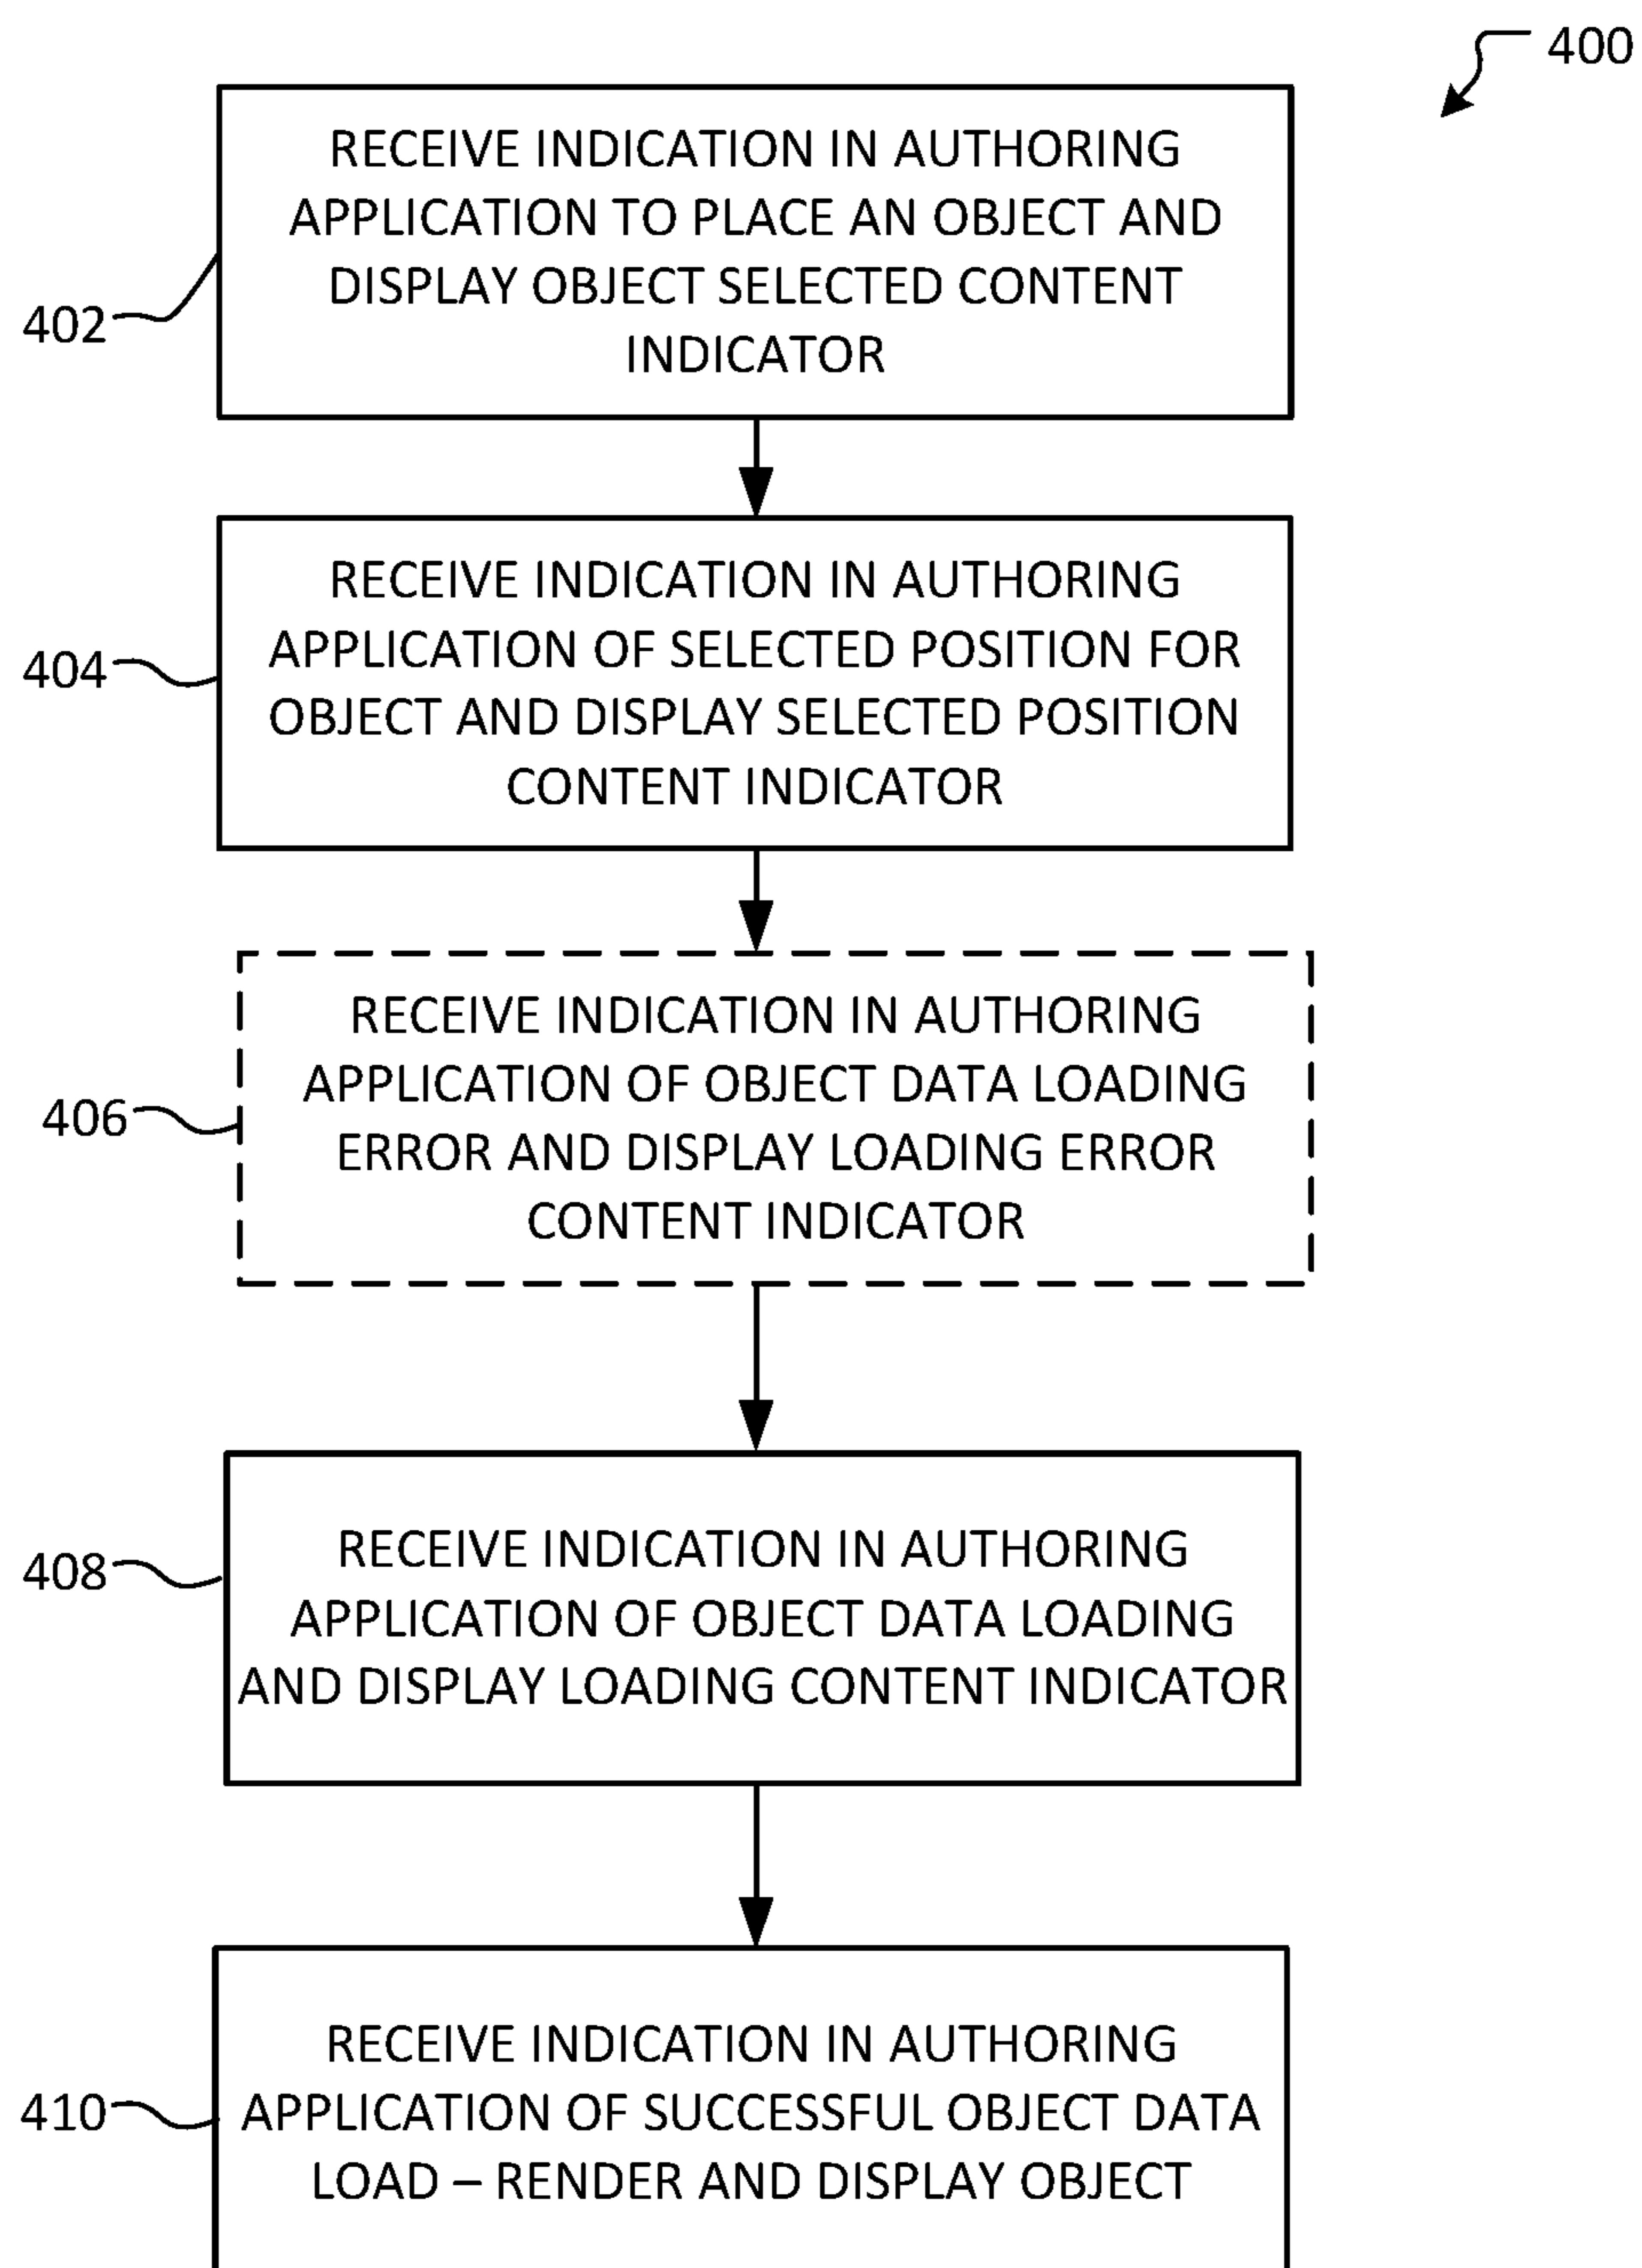 400
RECEIVE INDICATION IN AUTHORING
APPLICATION TO PLACE AN OBJECT AND
DISPLAY OBJECT SELECTED CONTENT
INDICATOR
402
RECEIVE INDICATION IN AUTHORING
APPLICATION OF SELECTED POSITION FOR
OBJECT AND DISPLAY SELECTED POSITION
CONTENT INDICATOR
404
RECEIVE INDICATION IN AUTHORING
APPLICATION OF OBJECT DATA LOADING
ERROR AND DISPLAY LOADING ERROR
CONTENT INDICATOR
406
RECEIVE INDICATION IN AUTHORING
APPLICATION OF OBJECT DATA LOADING
AND DISPLAY LOADING CONTENT INDICATOR
408
RECEIVE INDICATION IN AUTHORING
APPLICATION OF SUCCESSFUL OBJECT DATA
LOAD – RENDER AND DISPLAY OBJECT
410